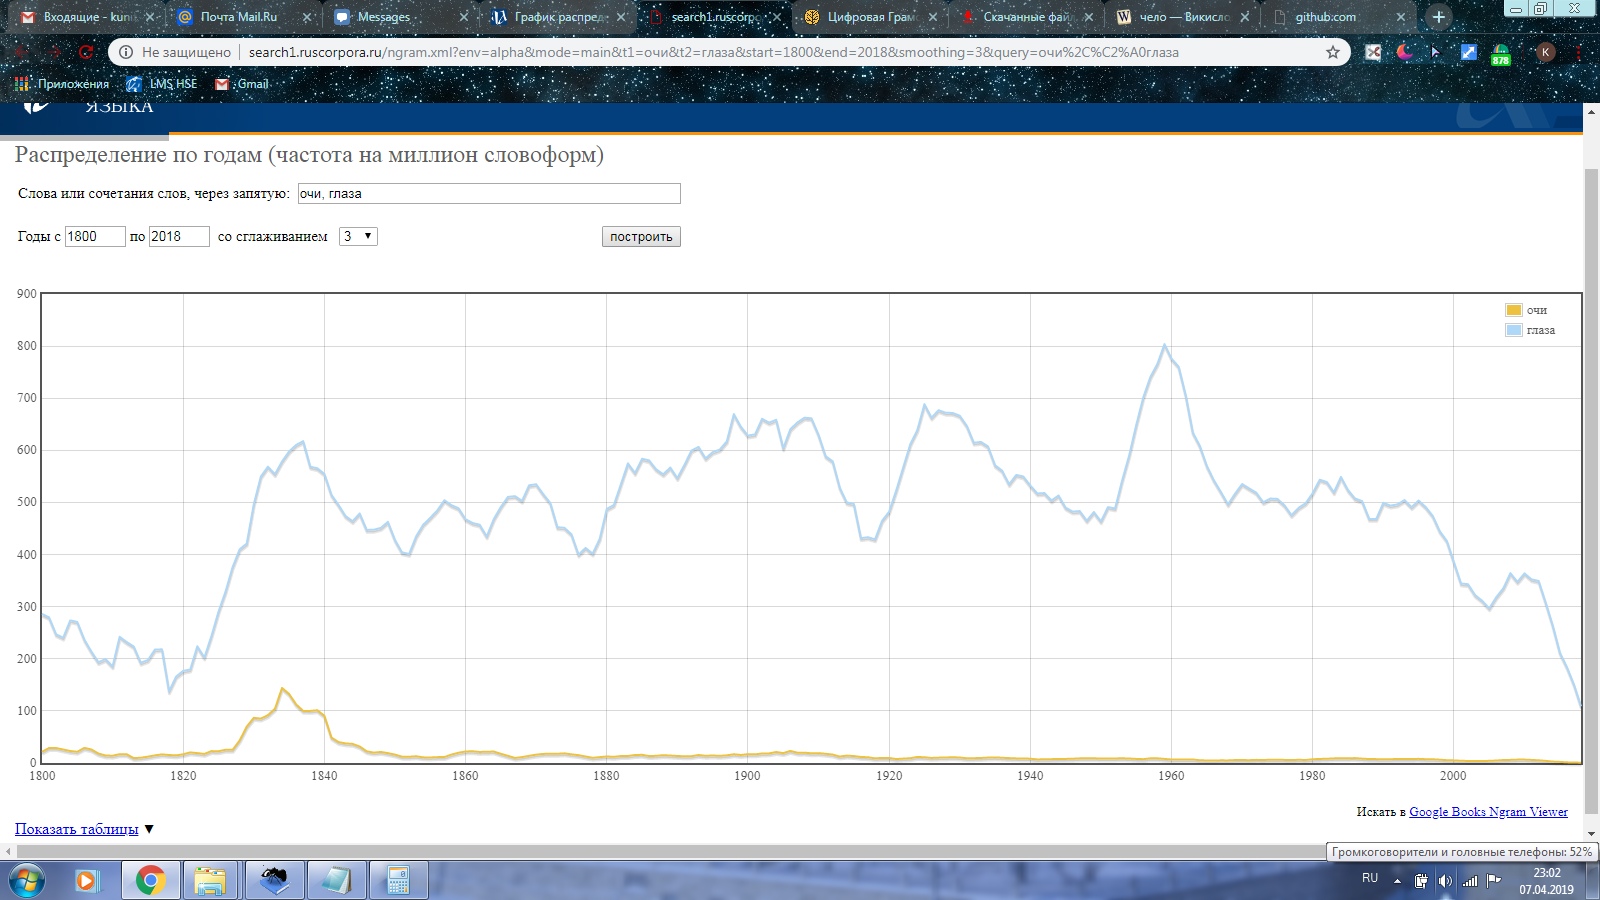 Входящие - kuni
Почта Mail.Ru
Messages
График распред
search1.ruscorpo
Цифровая Грам
Скачанные фай
чело — Викисло
github.com
Не защищено
search1.ruscorpora.ru/ngram.xml?env=alpha&mode=main&t1=очи&t2=глаза&start=1800&end=2018&smoothing=3&query=очи%2C%C2%A0глаза
878
K
Приложения
LMS HSE
Gmail
ЯЗЫКА
Распределение по годам (частота на миллион словоформ)
Слова или сочетания слов, через запятую: очи, глаза
Годы с 1800 по 2018 со сглаживанием 3 построить
900
800
700
600
500
400
300
200
100
0
очи
глаза
1800 1820 1840 1860 1880 1900 1920 1940 1960 1980 2000
Искать в Google Books Ngram Viewer
Показать таблицы ▼
Громкоговорители и головные телефоны: 52%
RU
23:02
07.04.2019